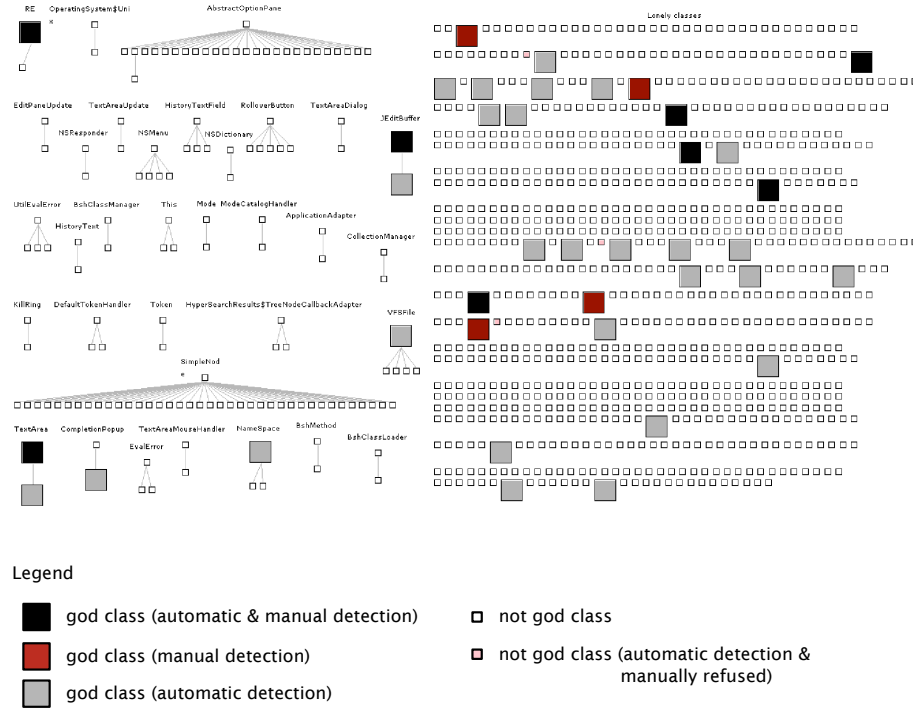 RE
OperatingSystem$Uni
*
AbstractOptionPane
Lonely classes
EditPaneUpdate
TextAreaUpdate
HistoryTextField
RolloverButton
TextAreaDialog
NSResponder
NSMenu
NSDictionary
JEditBuffer
UtilEvalError
BshClassManager
This
Mode
ModeCatalogHandler
HistoryText
ApplicationAdapter
CollectionManager
KillRing
DefaultTokenHandler
Token
HyperSearchResults$TreeNodeCallbackAdapter
VFSFile
SimpleNod
*
TextArea
CompletionPopup
TextAreaMouseHandler
NameSpace
BshMethod
EvalError
BshClassLoader
Legend
god class (automatic & manual detection)
god class (manual detection)
god class (automatic detection)
not god class
not god class (automatic detection &
manually refused)